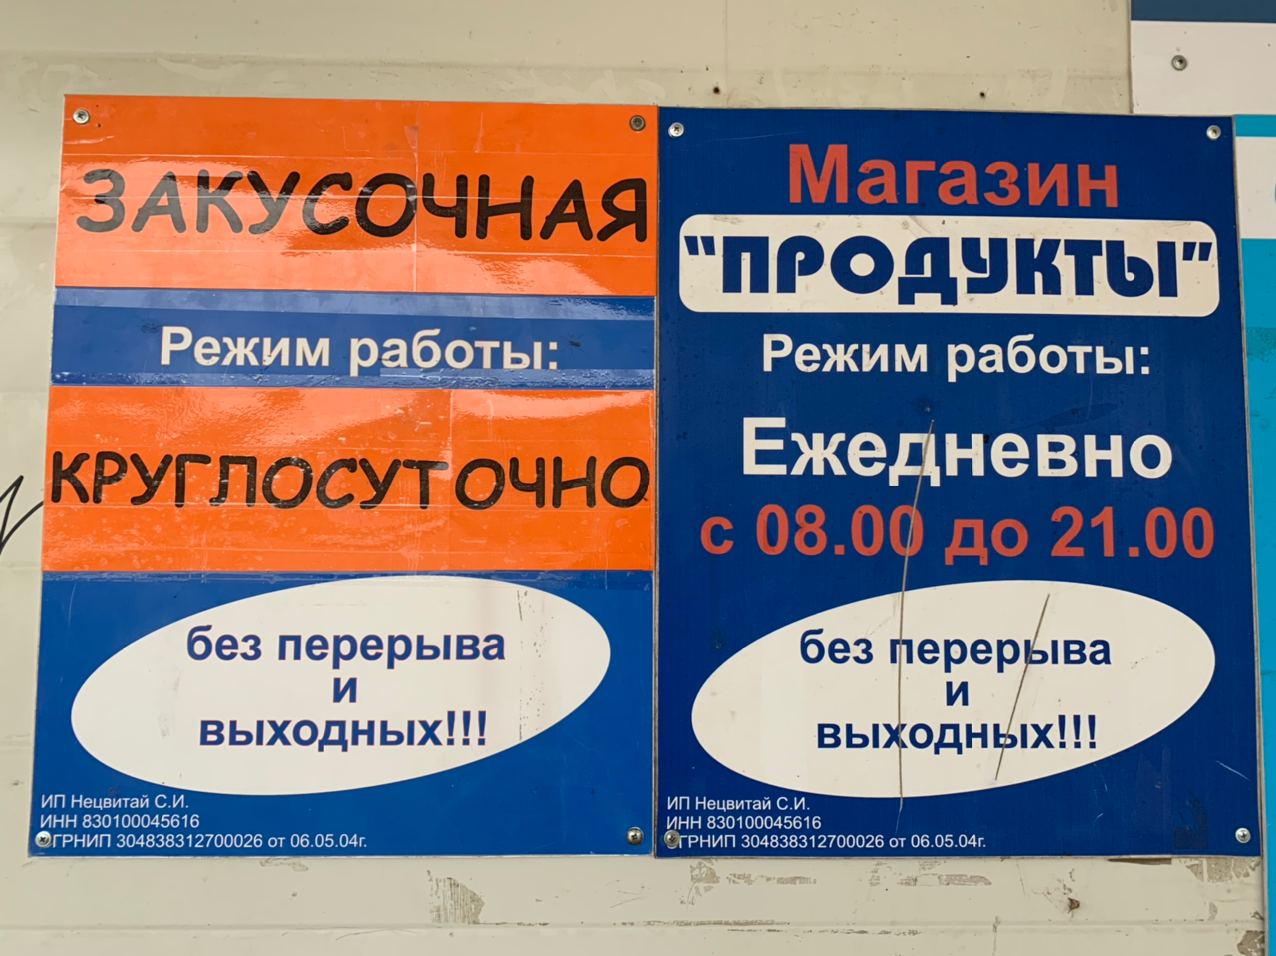 ЗАКУСОЧНАЯ
Режим работы:
КРУГЛОСУТОЧНО
без перерыва
и
выходных!!!
ИП Нецвитай С.И.
ИНН 830100045616
ГРНИП 304838312700026 от 06.05.04г.
Магазин
"ПРОДУКТЫ"
Режим работы:
Ежедневно
с 08.00 до 21.00
без перерыва
и
выходных!!!
ИП Нецвитай С.И.
ИНН 830100045616
ГРНИП 304838312700026 от 06.05.04г.